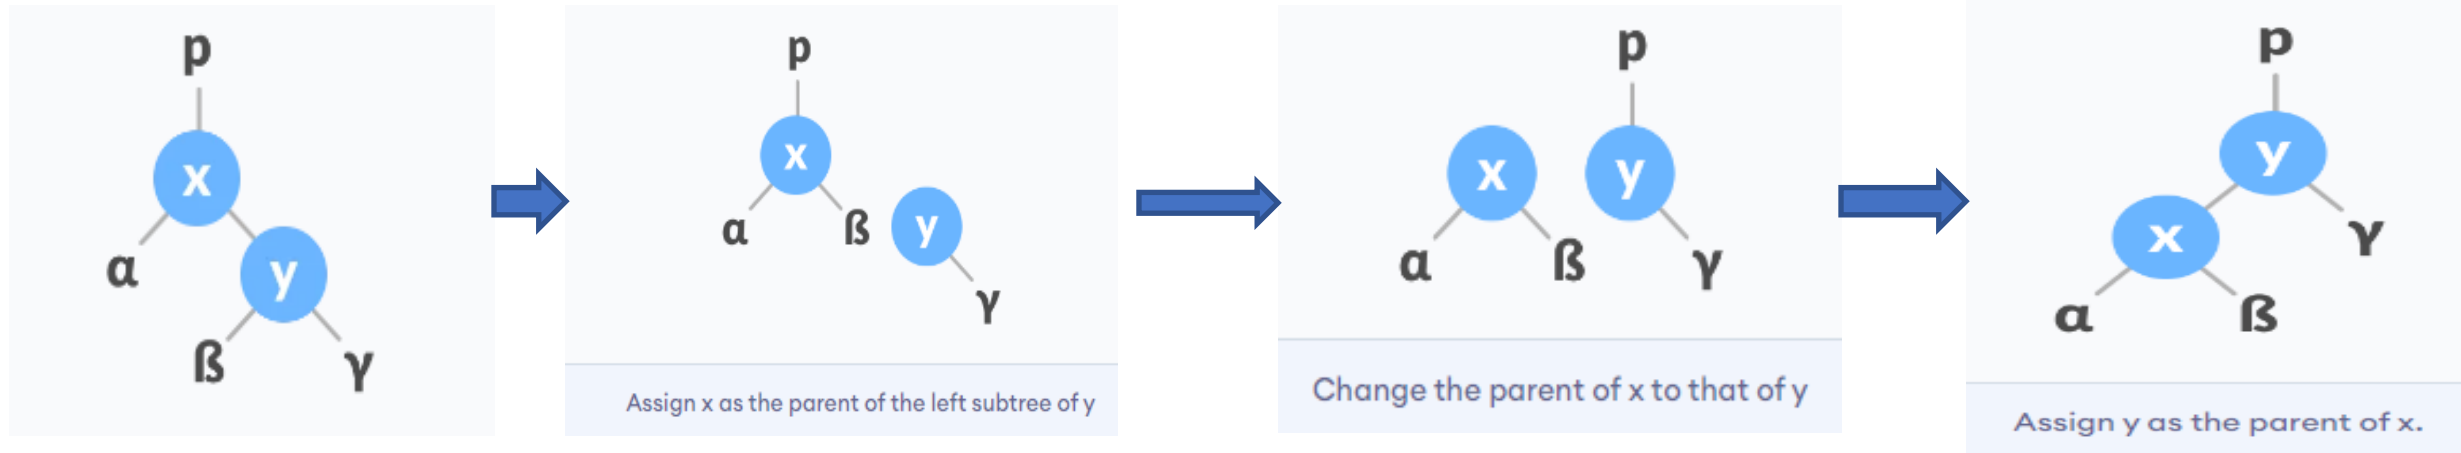 p
x
α
y
ß
γ
p
x
α
ß
y
γ
Assign x as the parent of the left subtree of y
p
x
y
α
ß
γ
Change the parent of x to that of y
p
y
x
γ
α
ß
Assign y as the parent of x.